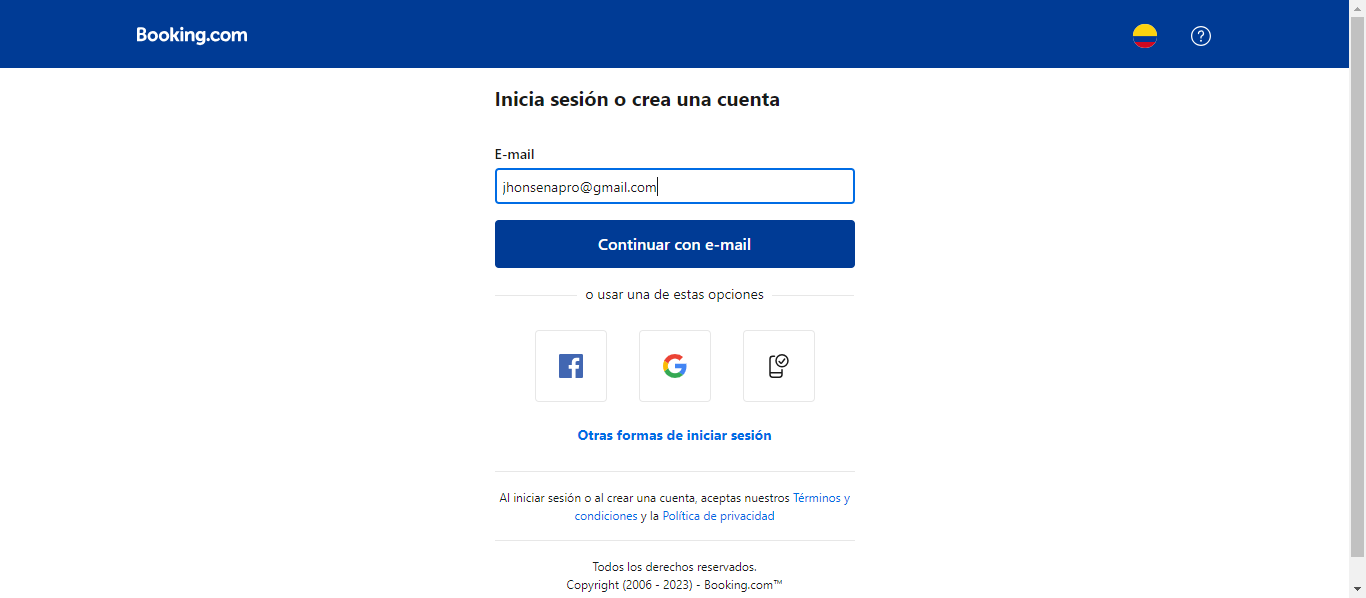 Booking.com
Inicia sesión o crea una cuenta
E-mail
jhonsenapro@gmail.com
Continuar con e-mail
o usar una de estas opciones
Otras formas de iniciar sesión
Al iniciar sesión o al crear una cuenta, aceptas nuestros Términos y
condiciones y la Política de privacidad
Todos los derechos reservados.
Copyright (2006 - 2023) - Booking.com™